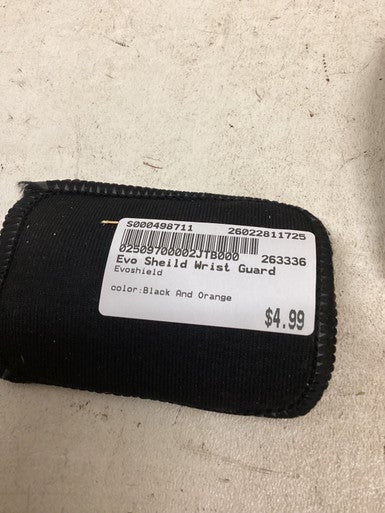 S000498711 26022811725
02509700002JTB000 263336
Evo Sheild Wrist Guard
Evoshield
color:Black And Orange
$4.99